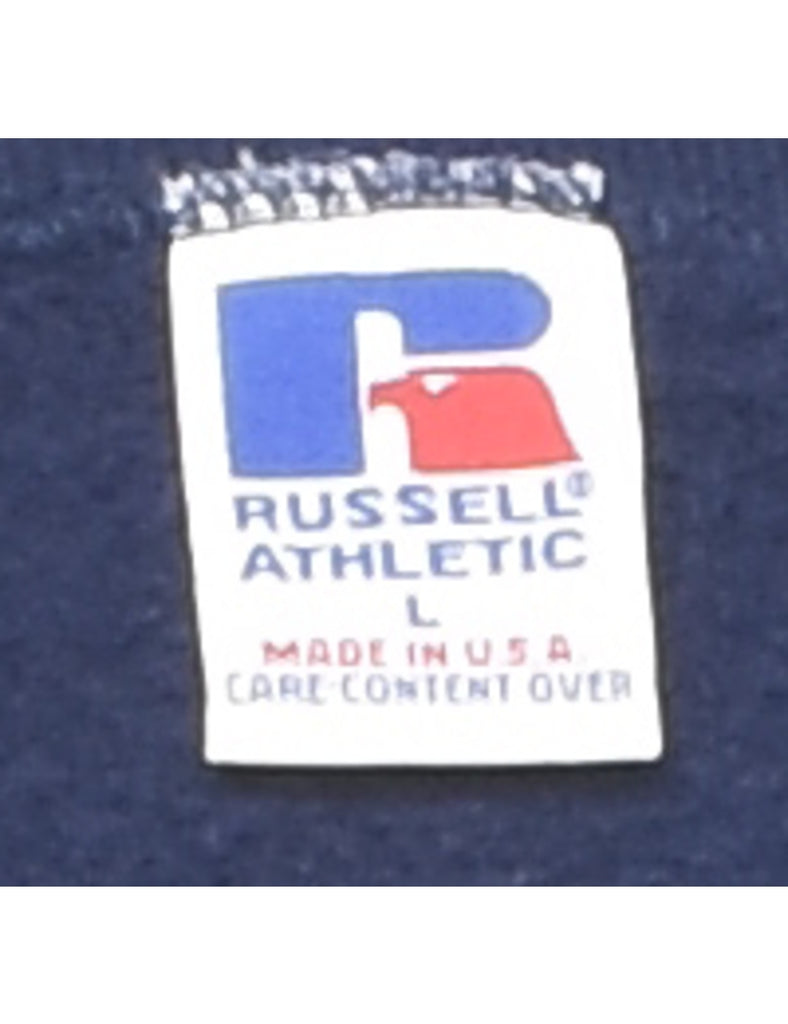 RUSSELL®
ATHLETIC
L
MADE IN U.S.A.
CARE·CONTENT OVER